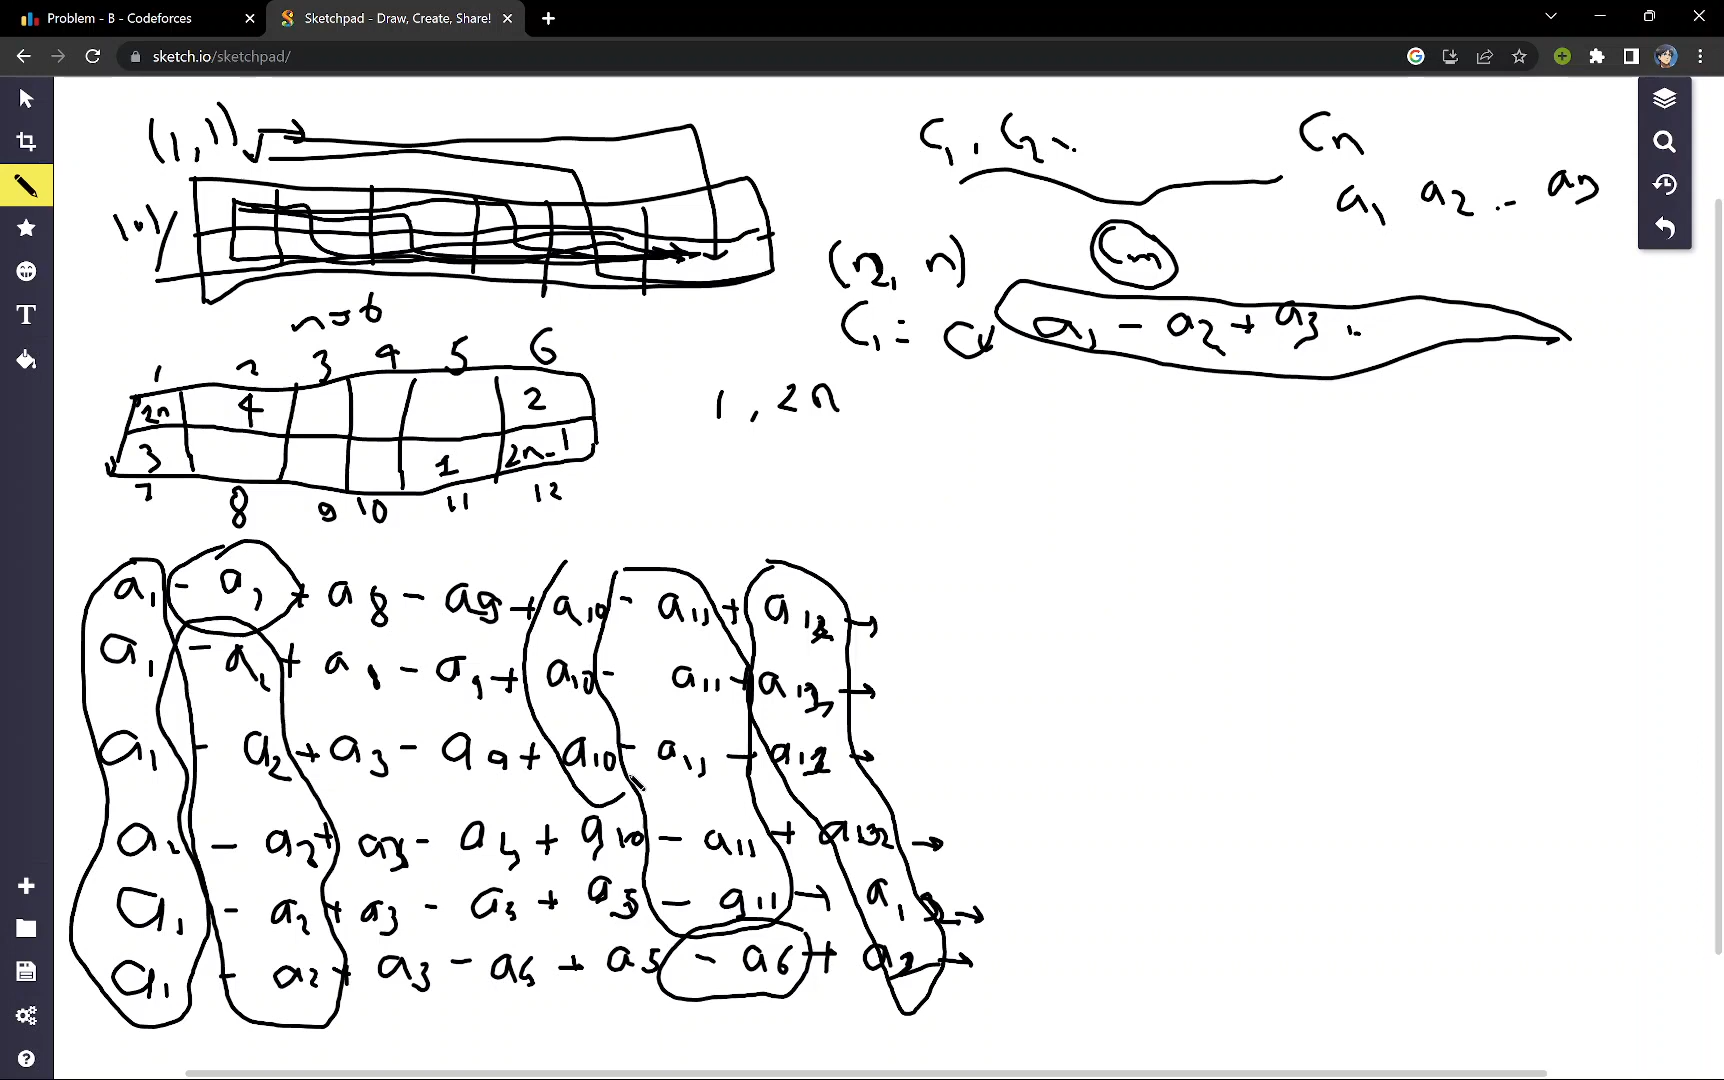 Problem - B - Codeforces
Sketchpad - Draw, Create, Share!
sketch.io/sketchpad/
T
(1,1)
C1, C2 ..
Cn
a1 a2 .. an
(2, n)
Cm
C1 =
a1 - a2 + a3 ..
n=6
1 2 3 4 5 6
2n 4 2
3 1 2n-1
7 8 9 10 11 12
1, 2n
a1 - a7 + a8 - a9 + a10 - a11 + a12 →
a1 - a2 + a8 - a9 + a10 - a11 + a12 →
a1 - a2 + a3 - a9 + a10 - a11 + a12 →
a1 - a2 + a3 - a4 + a10 - a11 + a12 →
a1 - a2 + a3 - a4 + a5 - a11 + a12 →
a1 - a2 + a3 - a4 + a5 - a6 + a12 →